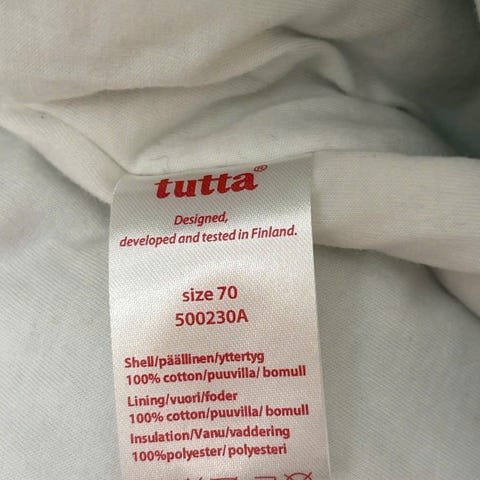 tutta®
Designed,
developed and tested in Finland.
size 70
500230A
Shell/päällinen/yttertyg
100% cotton/puuvilla/ bomull
Lining/vuori/foder
100% cotton/puuvilla/ bomull
Insulation/Vanu/vaddering
100%polyester/ polyesteri